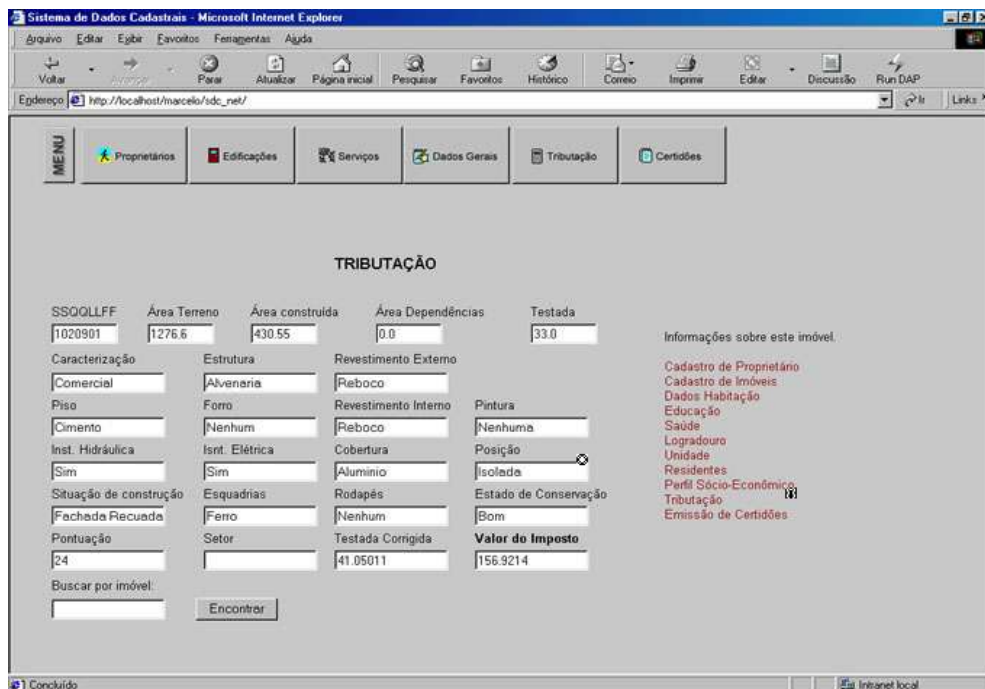 Sistema de Dados Cadastrais - Microsoft Internet Explorer
Arquivo Editar Exibir Favoritos Ferramentas Ajuda
Voltar Avançar Parar Atualizar Página inicial Pesquisar Favoritos Histórico Correio Imprimir Editar Discussão Run DAP
Endereço http://localhost/marcelo/sdc_net/ Ir Links
MENU Proprietários Edificações Serviços Dados Gerais Tributação Certidões
TRIBUTAÇÃO
SSQQLLFF Área Terreno Área construída Área Dependências Testada
1020901 1276.6 430.55 0.0 33.0
Informações sobre este imóvel.
Caracterização Estrutura Revestimento Externo
Comercial Alvenaria Reboco
Piso Forro Revestimento Interno Pintura
Cimento Nenhum Reboco Nenhuma
Inst. Hidráulica Isnt. Elétrica Cobertura Posição
Sim Sim Aluminio Isolada
Situação de construção Esquadrias Rodapés Estado de Conservação
Fachada Recuada Ferro Nenhum Bom
Pontuação Setor Testada Corrigida Valor do Imposto
24 41.05011 156.9214
Buscar por imóvel:
Encontrar
Cadastro de Proprietário
Cadastro de Imóveis
Dados Habitação
Educação
Saúde
Logradouro
Unidade
Residentes
Perfil Sócio-Econômico
Tributação
Emissão de Certidões
Concluído Intranet local